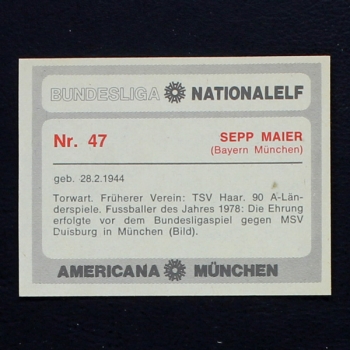 BUNDESLIGA NATIONALELF
Nr. 47
SEPP MAIER
(Bayern München)
geb. 28.2.1944
Torwart. Früherer Verein: TSV Haar. 90 A-Län-
derspiele. Fussballer des Jahres 1978: Die Ehrung
erfolgte vor dem Bundesligaspiel gegen MSV
Duisburg in München (Bild).
AMERICANA MÜNCHEN